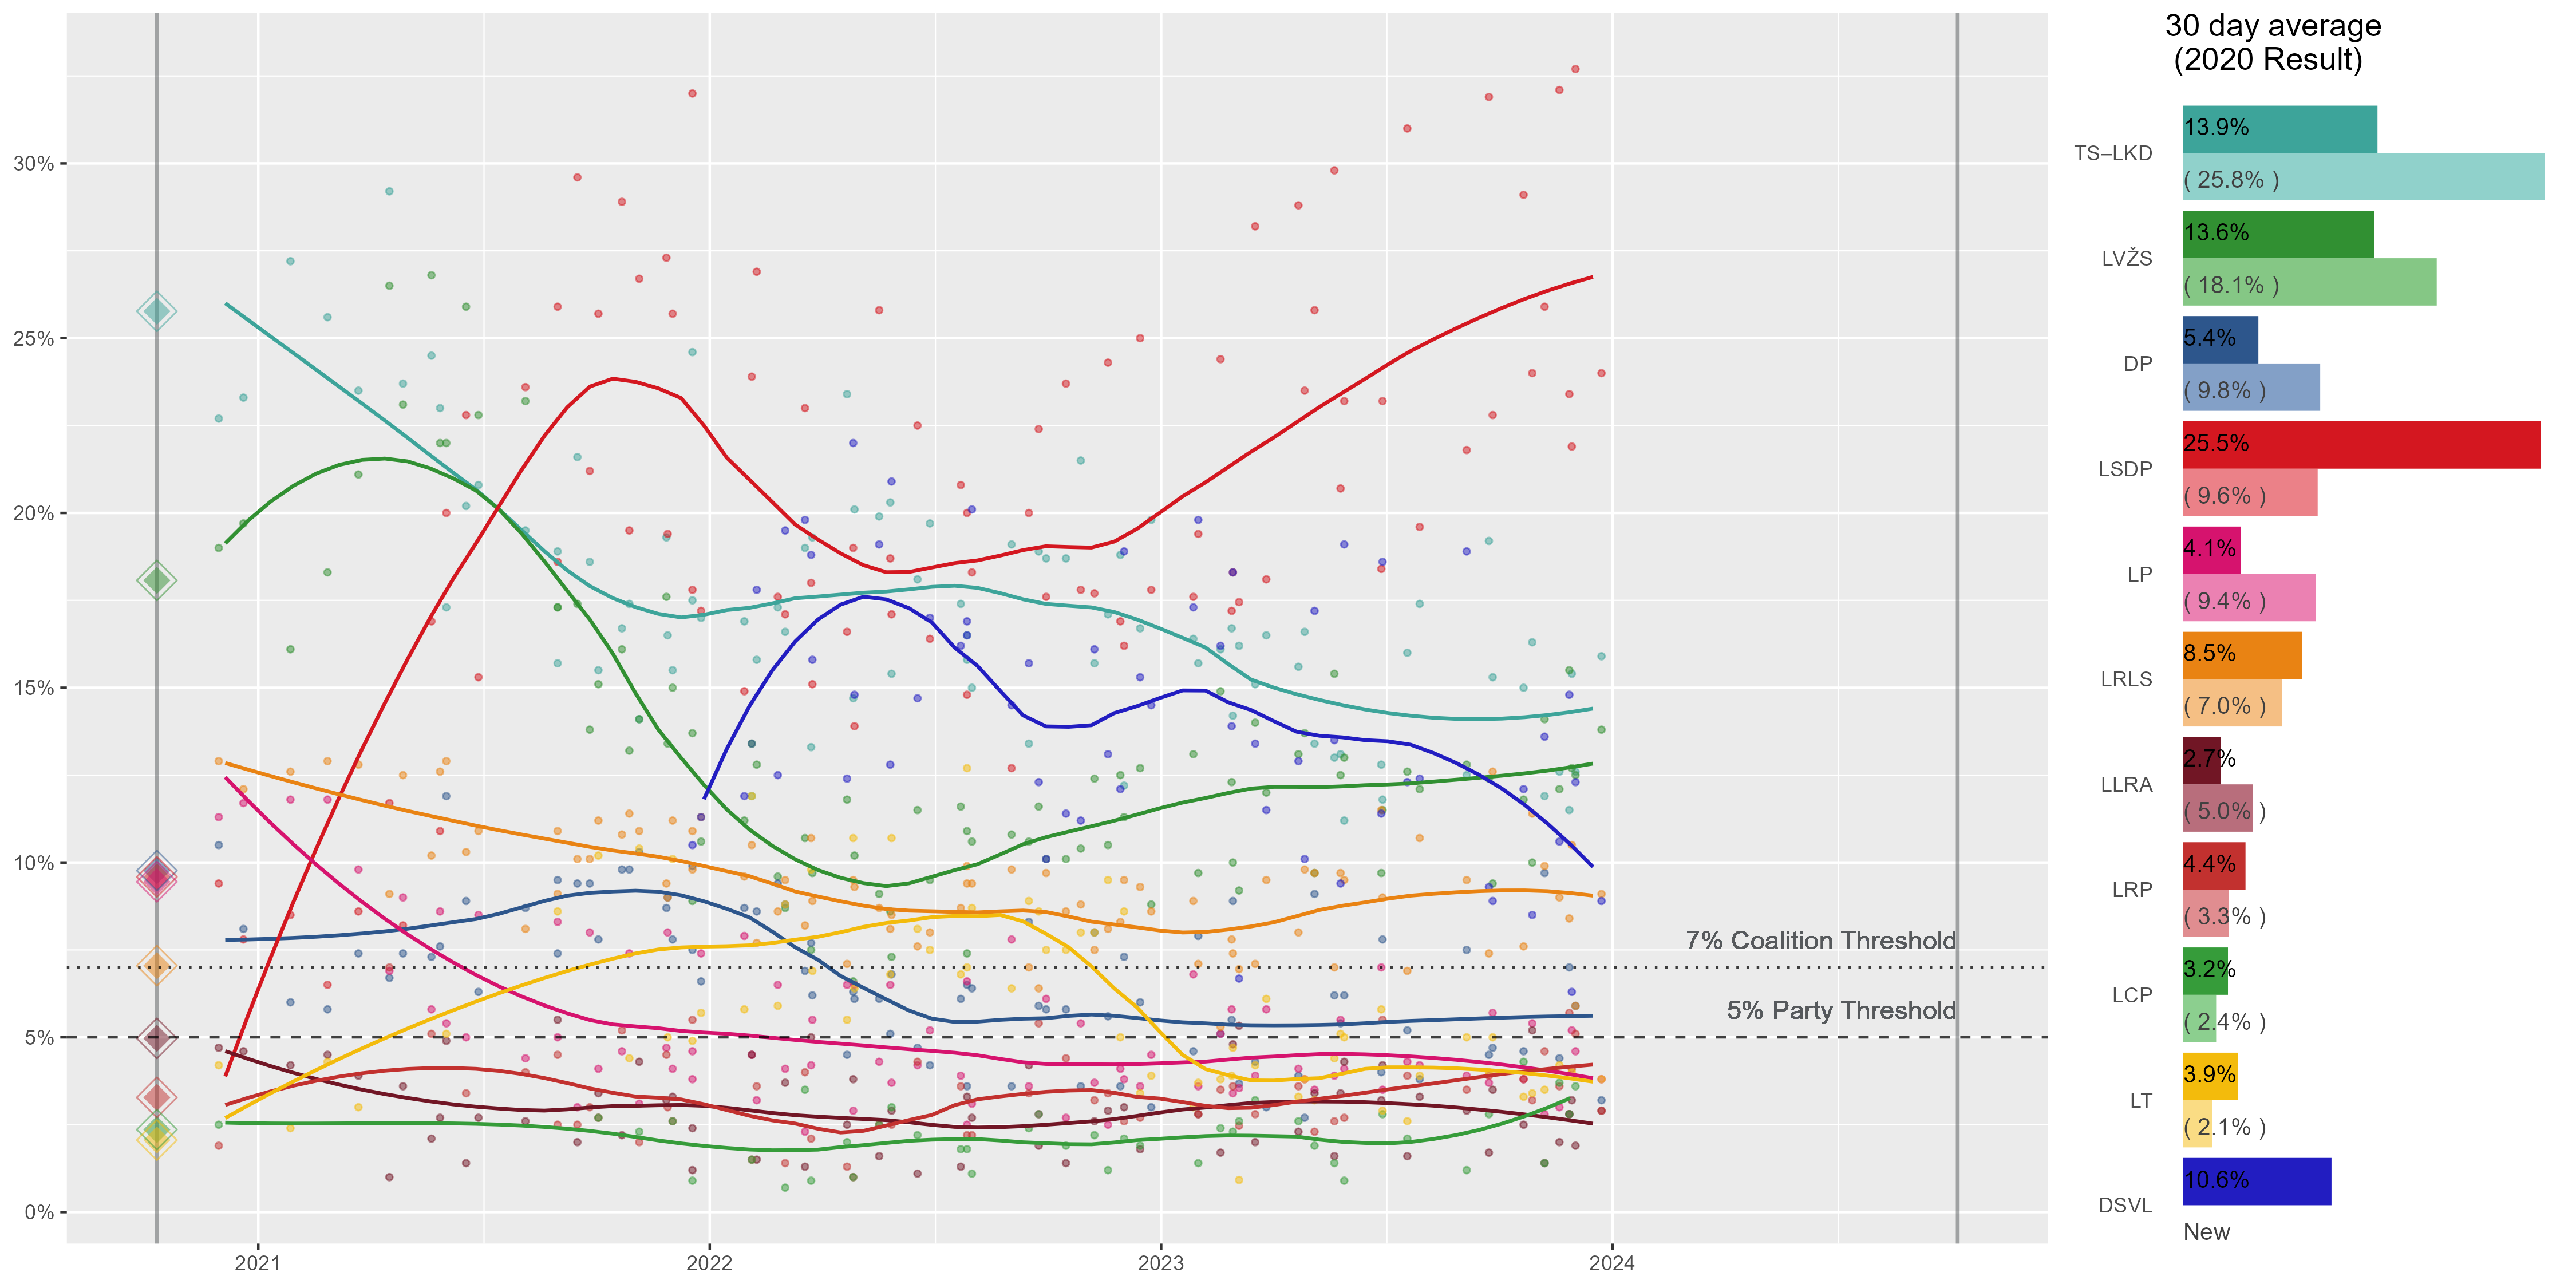 30 day average
(2020 Result)
30%
25%
20%
15%
10%
5%
0%
2021
2022
2023
2024
7% Coalition Threshold
5% Party Threshold
TS–LKD
13.9%
( 25.8% )
LVŽS
13.6%
( 18.1% )
DP
5.4%
( 9.8% )
LSDP
25.5%
( 9.6% )
LP
4.1%
( 9.4% )
LRLS
8.5%
( 7.0% )
LLRA
2.7%
( 5.0% )
LRP
4.4%
( 3.3% )
LCP
3.2%
( 2.4% )
LT
3.9%
( 2.1% )
DSVL
10.6%
New